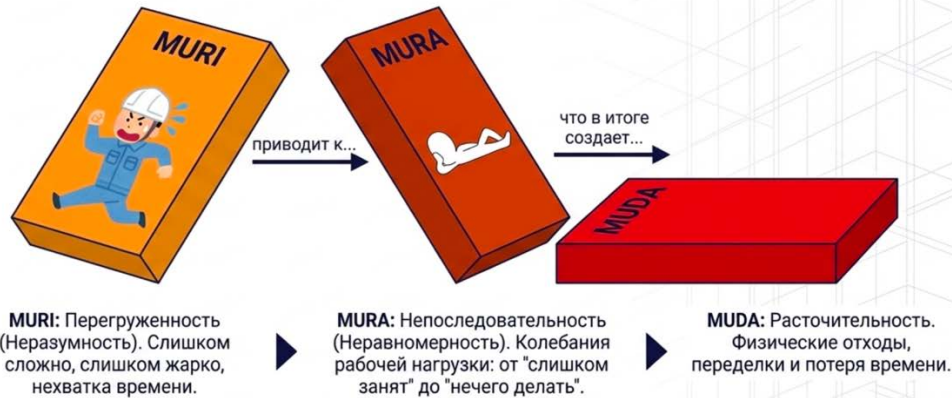 MURI
MURA
MUDA
приводит к...
что в итоге
создает...
MURI: Перегруженность
(Неразумность). Слишком
сложно, слишком жарко,
нехватка времени.
MURA: Непоследовательность
(Неравномерность). Колебания
рабочей нагрузки: от "слишком
занят" до "нечего делать".
MUDA: Расточительность.
Физические отходы,
переделки и потеря времени.